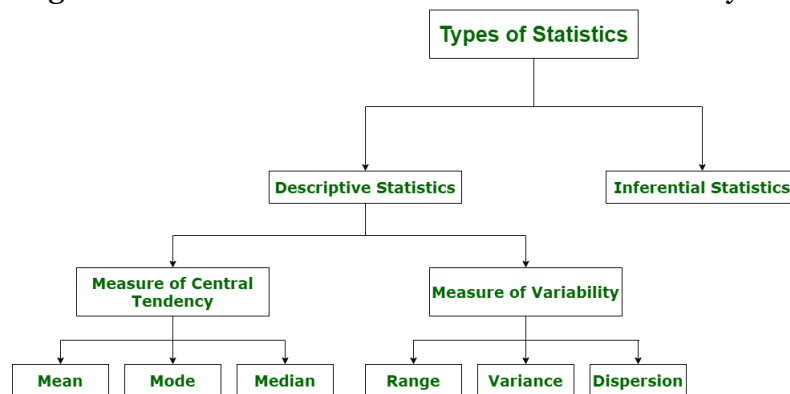 Types of Statistics
Descriptive Statistics
Inferential Statistics
Measure of Central
Tendency
Measure of Variability
Mean
Mode
Median
Range
Variance
Dispersion